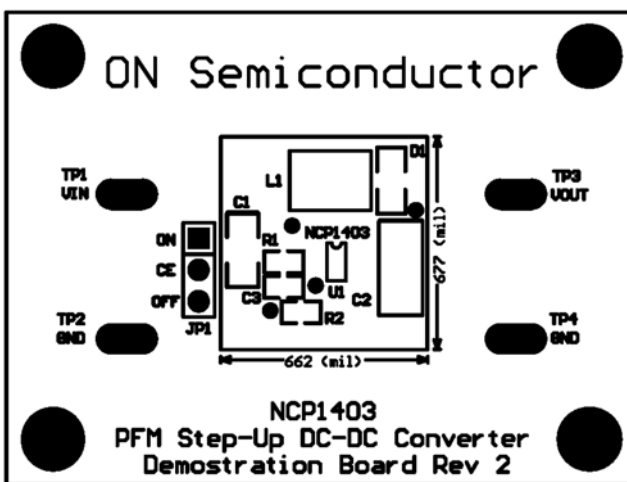 ON Semiconductor
D1
TP1
VIN
L1
TP3
VOUT
C1
NCP1403
ON
R1
677 (mil)
CE
U1
C3
C2
OFF
R2
JP1
TP2
GND
TP4
GND
662 (mil)
NCP1403
PFM Step-Up DC-DC Converter
Demostration Board Rev 2